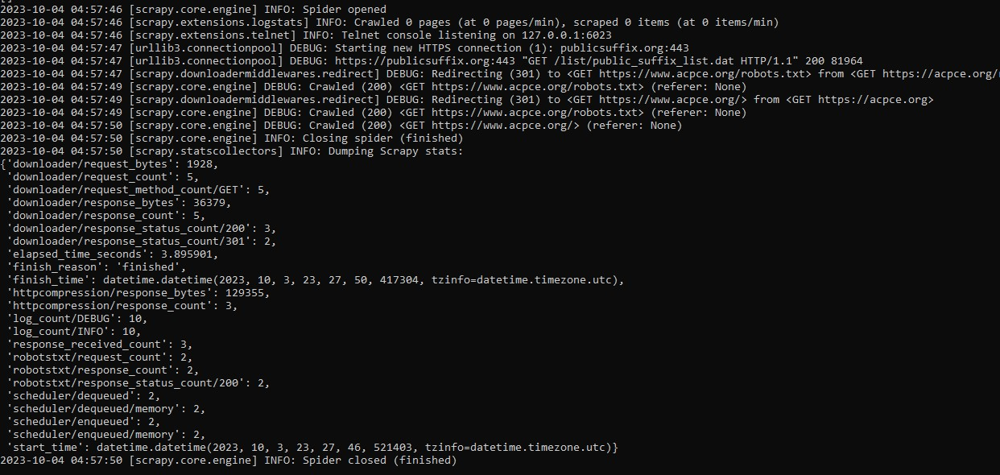 []
2023-10-04 04:57:46 [scrapy.core.engine] INFO: Spider opened
2023-10-04 04:57:46 [scrapy.extensions.logstats] INFO: Crawled 0 pages (at 0 pages/min), scraped 0 items (at 0 items/min)
2023-10-04 04:57:46 [scrapy.extensions.telnet] INFO: Telnet console listening on 127.0.0.1:6023
2023-10-04 04:57:47 [urllib3.connectionpool] DEBUG: Starting new HTTPS connection (1): publicsuffix.org:443
2023-10-04 04:57:47 [urllib3.connectionpool] DEBUG: https://publicsuffix.org:443 "GET /list/public_suffix_list.dat HTTP/1.1" 200 81964
2023-10-04 04:57:47 [scrapy.downloadermiddlewares.redirect] DEBUG: Redirecting (301) to <GET https://www.acpce.org/robots.txt> from <GET https://acpce.org/
2023-10-04 04:57:49 [scrapy.core.engine] DEBUG: Crawled (200) <GET https://www.acpce.org/robots.txt> (referer: None)
2023-10-04 04:57:49 [scrapy.downloadermiddlewares.redirect] DEBUG: Redirecting (301) to <GET https://www.acpce.org/> from <GET https://acpce.org>
2023-10-04 04:57:49 [scrapy.core.engine] DEBUG: Crawled (200) <GET https://www.acpce.org/robots.txt> (referer: None)
2023-10-04 04:57:50 [scrapy.core.engine] DEBUG: Crawled (200) <GET https://www.acpce.org/> (referer: None)
2023-10-04 04:57:50 [scrapy.core.engine] INFO: Closing spider (finished)
2023-10-04 04:57:50 [scrapy.statscollectors] INFO: Dumping Scrapy stats:
{'downloader/request_bytes': 1928,
'downloader/request_count': 5,
'downloader/request_method_count/GET': 5,
'downloader/response_bytes': 36379,
'downloader/response_count': 5,
'downloader/response_status_count/200': 3,
'downloader/response_status_count/301': 2,
'elapsed_time_seconds': 3.895901,
'finish_reason': 'finished',
'finish_time': datetime.datetime(2023, 10, 3, 23, 27, 50, 417304, tzinfo=datetime.timezone.utc),
'httpcompression/response_bytes': 129355,
'httpcompression/response_count': 3,
'log_count/DEBUG': 10,
'log_count/INFO': 10,
'response_received_count': 3,
'robotstxt/request_count': 2,
'robotstxt/response_count': 2,
'robotstxt/response_status_count/200': 2,
'scheduler/dequeued': 2,
'scheduler/dequeued/memory': 2,
'scheduler/enqueued': 2,
'scheduler/enqueued/memory': 2,
'start_time': datetime.datetime(2023, 10, 3, 23, 27, 46, 521403, tzinfo=datetime.timezone.utc)}
2023-10-04 04:57:50 [scrapy.core.engine] INFO: Spider closed (finished)